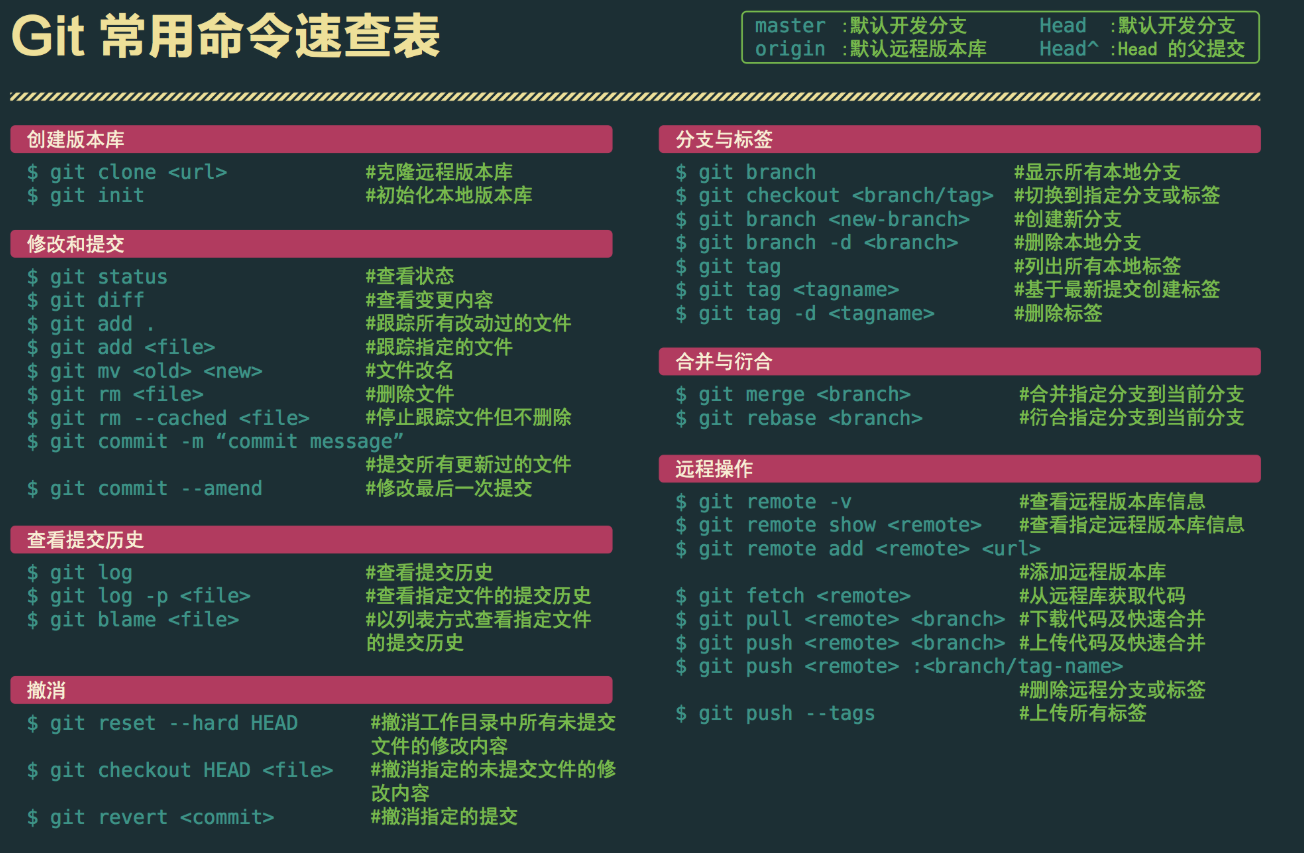 Git 常用命令速查表
master :默认开发分支 Head :默认开发分支
origin :默认远程版本库 Head^ :Head 的父提交
创建版本库
$ git clone <url> #克隆远程版本库
$ git init #初始化本地版本库
修改和提交
$ git status #查看状态
$ git diff #查看变更内容
$ git add . #跟踪所有改动过的文件
$ git add <file> #跟踪指定的文件
$ git mv <old> <new> #文件改名
$ git rm <file> #删除文件
$ git rm --cached <file> #停止跟踪文件但不删除
$ git commit -m “commit message”
#提交所有更新过的文件
$ git commit --amend #修改最后一次提交
查看提交历史
$ git log #查看提交历史
$ git log -p <file> #查看指定文件的提交历史
$ git blame <file> #以列表方式查看指定文件
的提交历史
撤消
$ git reset --hard HEAD #撤消工作目录中所有未提交
文件的修改内容
$ git checkout HEAD <file> #撤消指定的未提交文件的修
改内容
$ git revert <commit> #撤消指定的提交
分支与标签
$ git branch #显示所有本地分支
$ git checkout <branch/tag> #切换到指定分支或标签
$ git branch <new-branch> #创建新分支
$ git branch -d <branch> #删除本地分支
$ git tag #列出所有本地标签
$ git tag <tagname> #基于最新提交创建标签
$ git tag -d <tagname> #删除标签
合并与衍合
$ git merge <branch> #合并指定分支到当前分支
$ git rebase <branch> #衍合指定分支到当前分支
远程操作
$ git remote -v #查看远程版本库信息
$ git remote show <remote> #查看指定远程版本库信息
$ git remote add <remote> <url>
#添加远程版本库
$ git fetch <remote> #从远程库获取代码
$ git pull <remote> <branch> #下载代码及快速合并
$ git push <remote> <branch> #上传代码及快速合并
$ git push <remote> :<branch/tag-name>
#删除远程分支或标签
$ git push --tags #上传所有标签